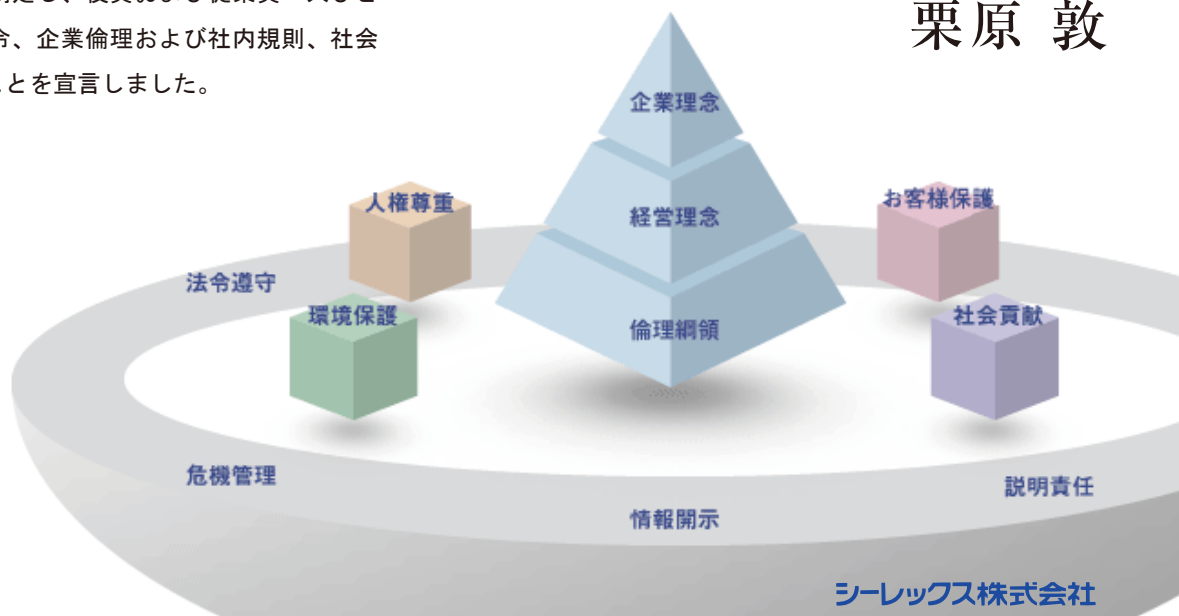 栗原 敦
令、企業倫理および社内規則、社会
ことを宣言しました。
企業理念
経営理念
倫理綱領
人権尊重
お客様保護
法令遵守
環境保護
社会貢献
危機管理
説明責任
情報開示
シーレックス株式会社